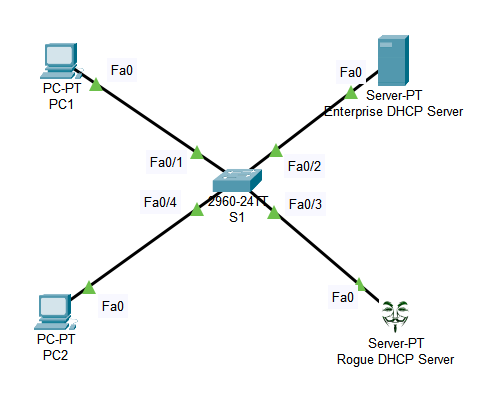 Fa0
PC-PT
PC1
Fa0
Server-PT
Enterprise DHCP Server
Fa0/1
Fa0/2
2960-24TT
S1
Fa0/4
Fa0/3
Fa0
PC-PT
PC2
Fa0
Server-PT
Rogue DHCP Server